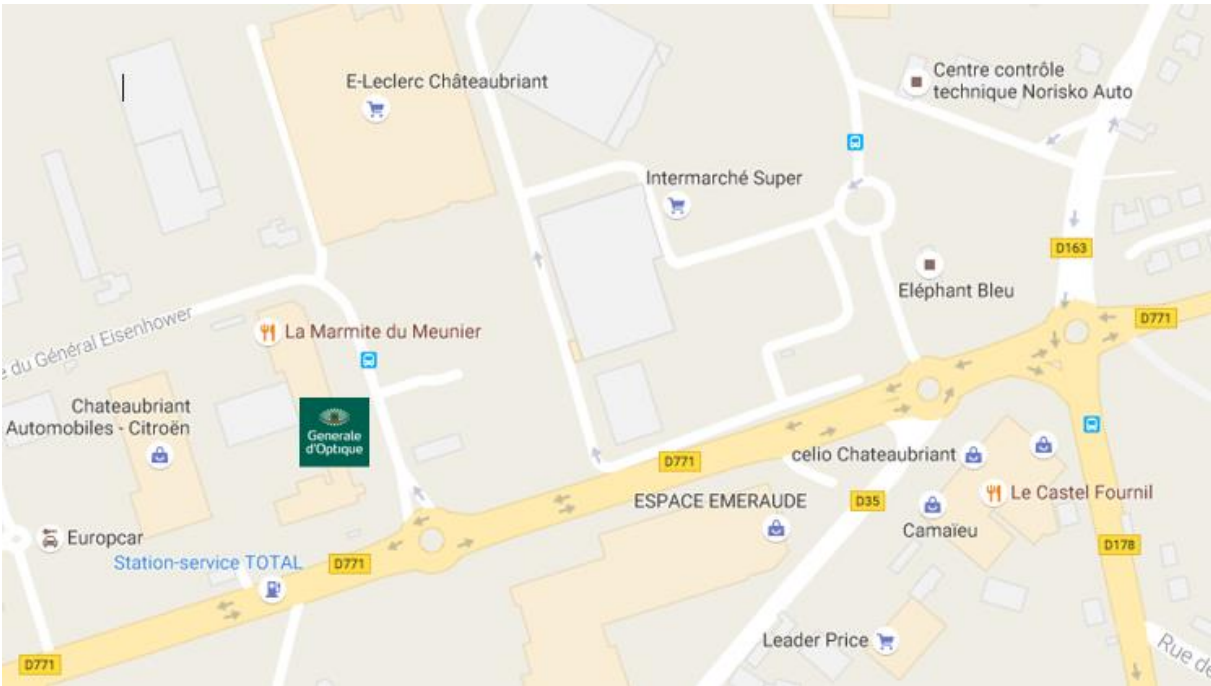 E-Leclerc Châteaubriant
Centre contrôle
technique Norisko Auto
Intermarché Super
D163
Eléphant Bleu
D771
du Général Eisenhower
La Marmite du Meunier
Chateaubriant
Automobiles - Citroën
Generale
d'Optique
D771
celio Chateaubriant
ESPACE EMERAUDE
D35
Le Castel Fournil
Camaïeu
Europcar
Station-service TOTAL
D771
D178
Leader Price
Rue de
D771